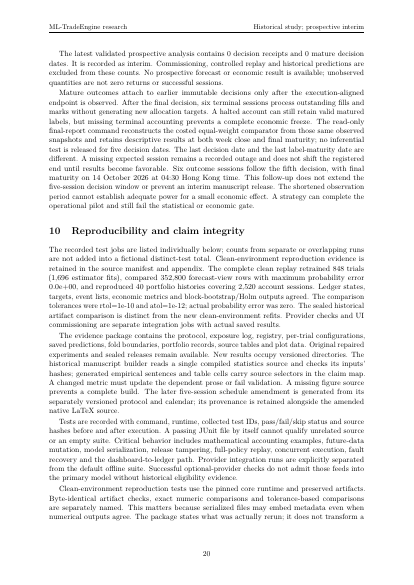 ML-TradeEngine research Historical study; prospective interim
The latest validated prospective analysis contains 0 decision receipts and 0 mature decision
dates. It is recorded as interim. Commissioning, controlled replay and historical predictions are
excluded from these counts. No prospective forecast or economic result is available; unobserved
quantities are not zero returns or successful sessions.
Mature outcomes attach to earlier immutable decisions only after the execution-aligned
endpoint is observed. After the final decision, six terminal sessions process outstanding fills and
marks without generating new allocation targets. A halted account can still retain valid matured
labels, but missing terminal accounting prevents a complete economic freeze. The read-only
final-report command reconstructs the costed equal-weight comparator from those same observed
snapshots and retains descriptive results at both week close and final maturity; no inferential
test is released for five decision dates. The last decision date and the last label-maturity date are
different. A missing expected session remains a recorded outage and does not shift the registered
end until results become favorable. Six outcome sessions follow the fifth decision, with final
maturity on 14 October 2026 at 04:30 Hong Kong time. This follow-up does not extend the
five-session decision window or prevent an interim manuscript release. The shortened observation
period cannot establish adequate power for a small economic effect. A strategy can complete the
operational pilot and still fail the statistical or economic gate.
10 Reproducibility and claim integrity
The recorded test jobs are listed individually below; counts from separate or overlapping runs
are not added into a fictional distinct-test total. Clean-environment reproduction evidence is
retained in the source manifest and appendix. The complete clean replay retrained 848 trials
(1,696 estimator fits), compared 352,800 forecast-view rows with maximum probability error
0.0e+00, and reproduced 40 portfolio histories covering 2,520 account sessions. Ledger states,
targets, event lists, economic metrics and block-bootstrap/Holm outputs agreed. The comparison
tolerances were rtol=1e-10 and atol=1e-12; actual probability error was zero. The sealed historical
artifact comparison is distinct from the new clean-environment refits. Provider checks and UI
commissioning are separate integration jobs with actual saved results.
The evidence package contains the protocol, exposure log, registry, per-trial configurations,
saved predictions, fold boundaries, portfolio records, source tables and plot data. Original repaired
experiments and sealed releases remain available. New results occupy versioned directories. The
historical manuscript builder reads a single compiled statistics source and checks its inputs'
hashes; generated empirical sentences and table cells carry source selectors in the claim map.
A changed metric must update the dependent prose or fail validation. A missing figure source
prevents a complete build. The later five-session schedule amendment is generated from its
separately versioned protocol and calendar; its provenance is retained alongside the amended
native LaTeX source.
Tests are recorded with command, runtime, collected test IDs, pass/fail/skip status and source
hashes before and after execution. A passing JUnit file by itself cannot qualify unrelated source
or an empty suite. Critical behavior includes mathematical accounting examples, future-data
mutation, model serialization, release tampering, full-policy replay, concurrent execution, fault
recovery and the dashboard-to-ledger path. Provider integration runs are explicitly separated
from the default offline suite. Successful optional-provider checks do not admit those feeds into
the primary model without historical eligibility evidence.
Clean-environment reproduction tests use the pinned core runtime and preserved artifacts.
Byte-identical artifact checks, exact numeric comparisons and tolerance-based comparisons
are separately named. This matters because serialized files may embed metadata even when
numerical outputs agree. The package states what was actually rerun; it does not transform a
20